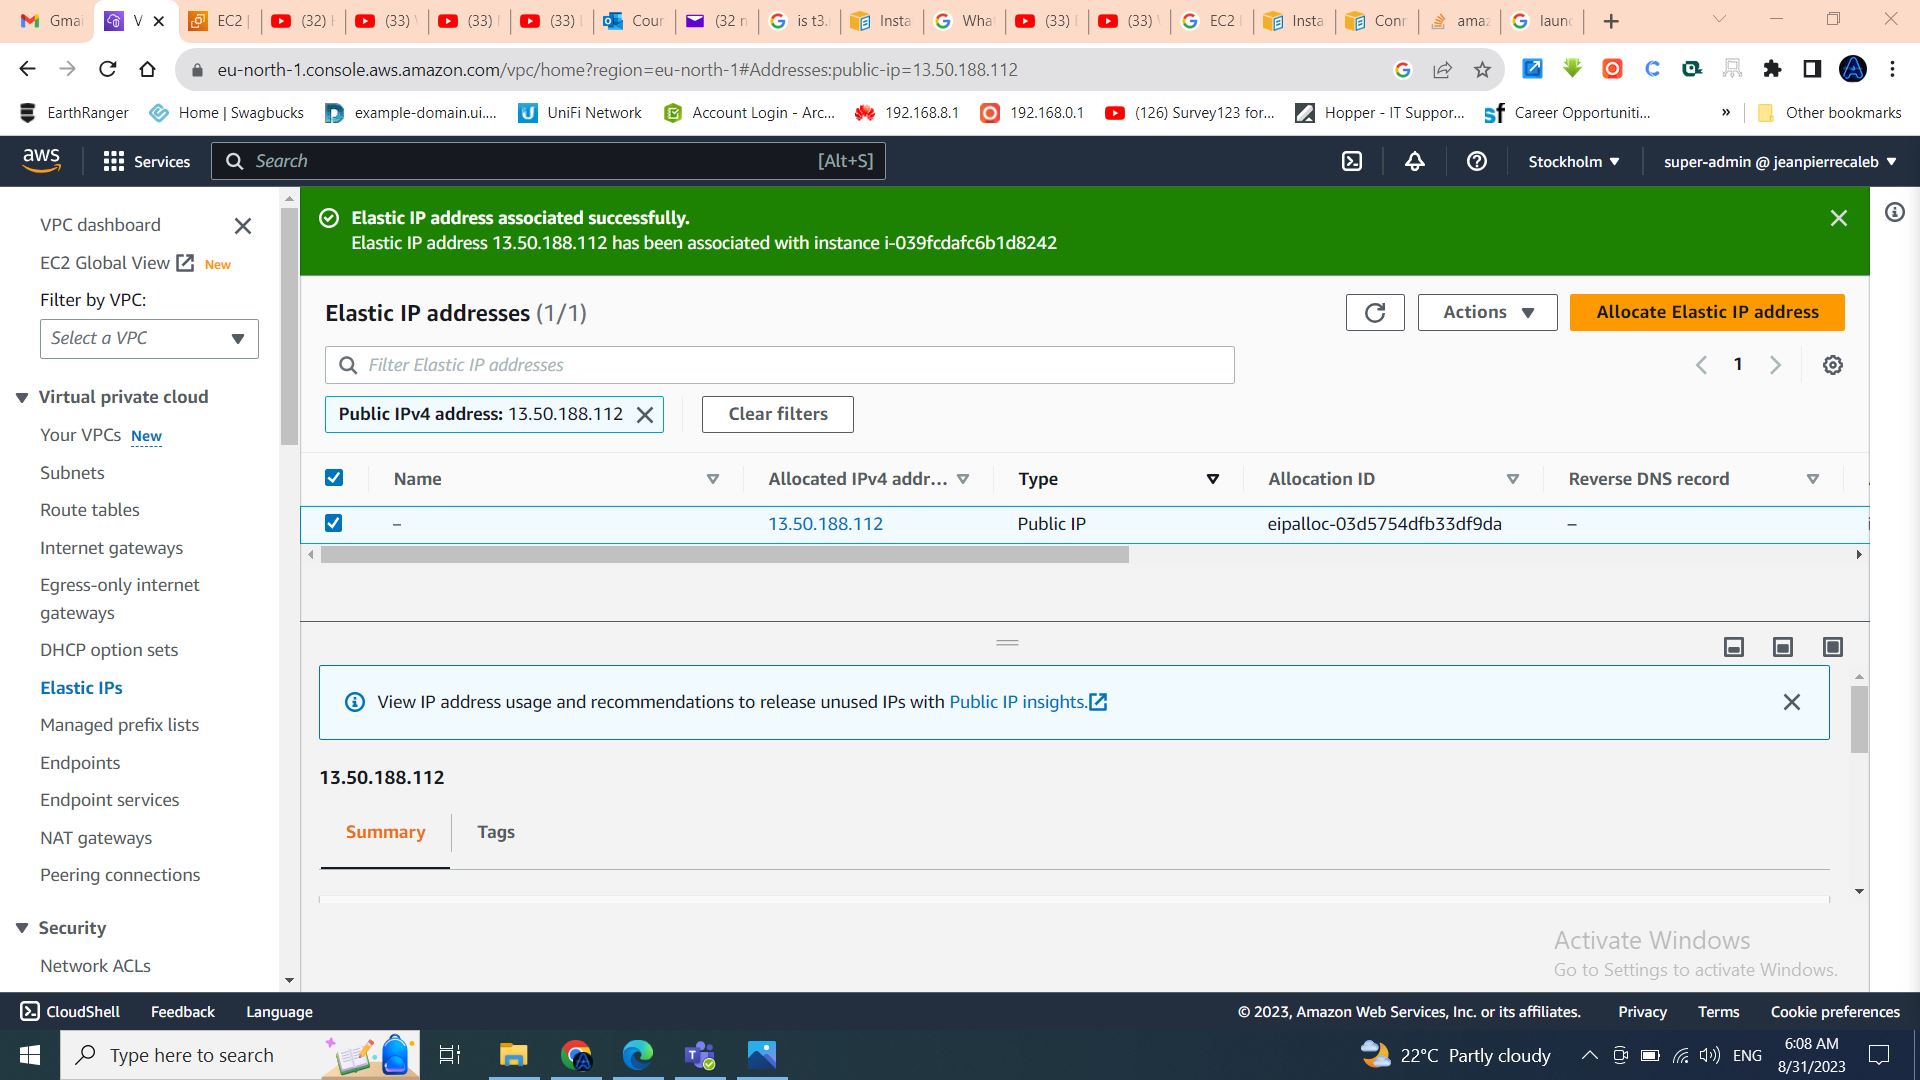 Gmai
V
EC2 |
(32)
(33)
(33)
(33)
Cour
(32 n
is t3.
Insta
Wha
(33)
(33)
EC2
Insta
Conn
amaz
laun
eu-north-1.console.aws.amazon.com/vpc/home?region=eu-north-1#Addresses:public-ip=13.50.188.112
EarthRanger
Home | Swagbucks
example-domain.ui....
UniFi Network
Account Login - Arc...
192.168.8.1
192.168.0.1
(126) Survey123 for...
Hopper - IT Suppor...
Career Opportuniti...
»
Other bookmarks
aws
Services
Search
[Alt+S]
Stockholm
super-admin @ jeanpierrecaleb
VPC dashboard
EC2 Global View New
Filter by VPC:
Select a VPC
Virtual private cloud
Your VPCs New
Subnets
Route tables
Internet gateways
Egress-only internet
gateways
DHCP option sets
Elastic IPs
Managed prefix lists
Endpoints
Endpoint services
NAT gateways
Peering connections
Security
Network ACLs
Elastic IP address associated successfully.
Elastic IP address 13.50.188.112 has been associated with instance i-039fcdafc6b1d8242
Elastic IP addresses (1/1)
Actions
Allocate Elastic IP address
Filter Elastic IP addresses
1
Public IPv4 address: 13.50.188.112
Clear filters
Name
Allocated IPv4 addr...
Type
Allocation ID
Reverse DNS record
–
13.50.188.112
Public IP
eipalloc-03d5754dfb33df9da
–
View IP address usage and recommendations to release unused IPs with Public IP insights.
13.50.188.112
Summary
Tags
Activate Windows
Go to Settings to activate Windows.
CloudShell
Feedback
Language
© 2023, Amazon Web Services, Inc. or its affiliates.
Privacy
Terms
Cookie preferences
Type here to search
22°C Partly cloudy
ENG
6:08 AM
8/31/2023